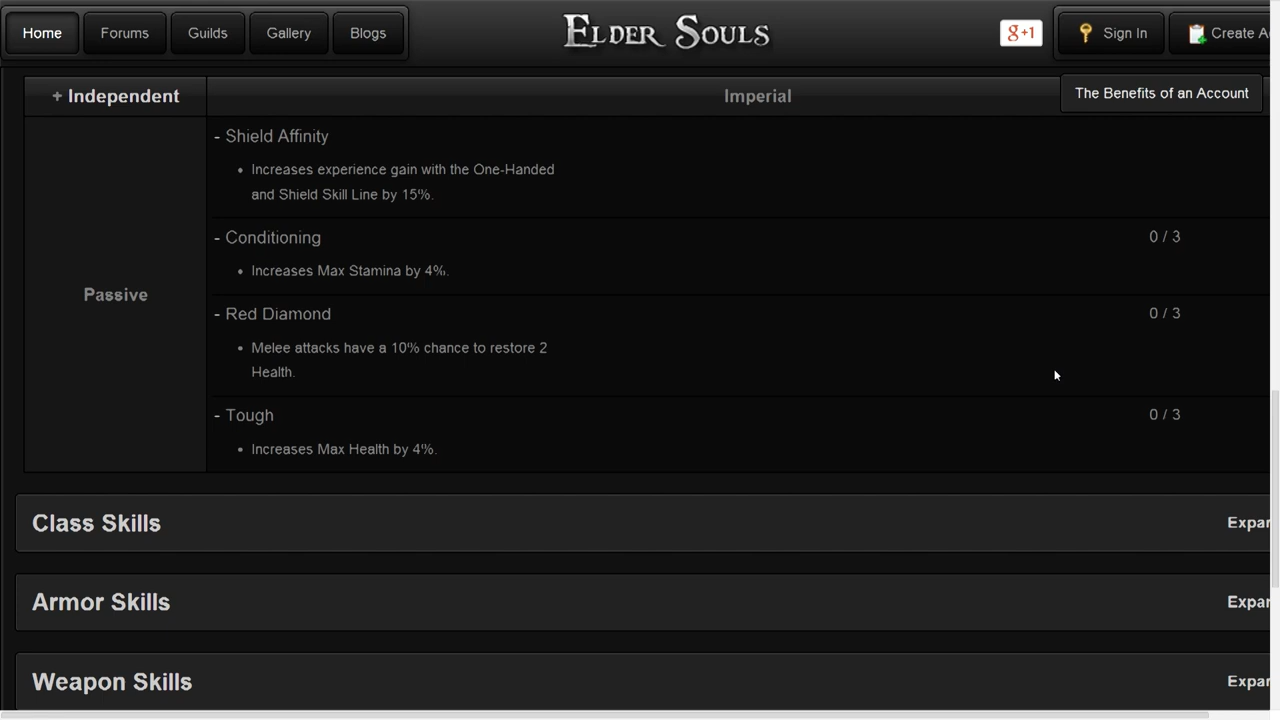 Home Forums Guilds Gallery Blogs ELDER SOULS g+1 Sign In Create A
The Benefits of an Account
+ Independent Imperial
Passive
- Shield Affinity
• Increases experience gain with the One-Handed
and Shield Skill Line by 15%.
- Conditioning 0 / 3
• Increases Max Stamina by 4%.
- Red Diamond 0 / 3
• Melee attacks have a 10% chance to restore 2
Health.
- Tough 0 / 3
• Increases Max Health by 4%.
Class Skills Expan
Armor Skills Expan
Weapon Skills Expan